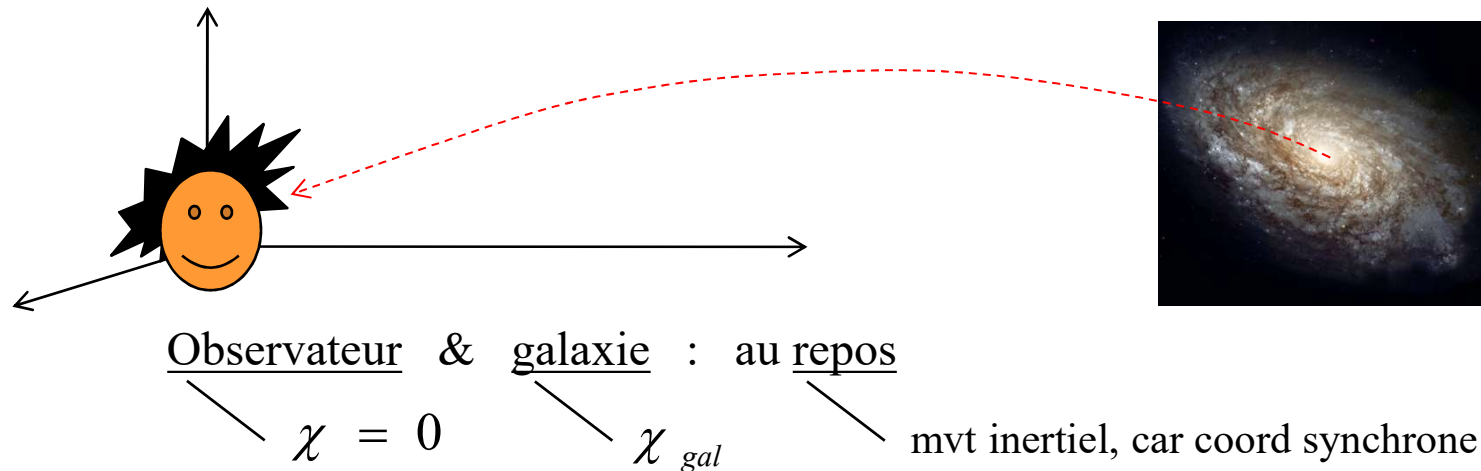 Observateur & galaxie : au repos
χ = 0 χ gal mvt inertiel, car coord synchrone